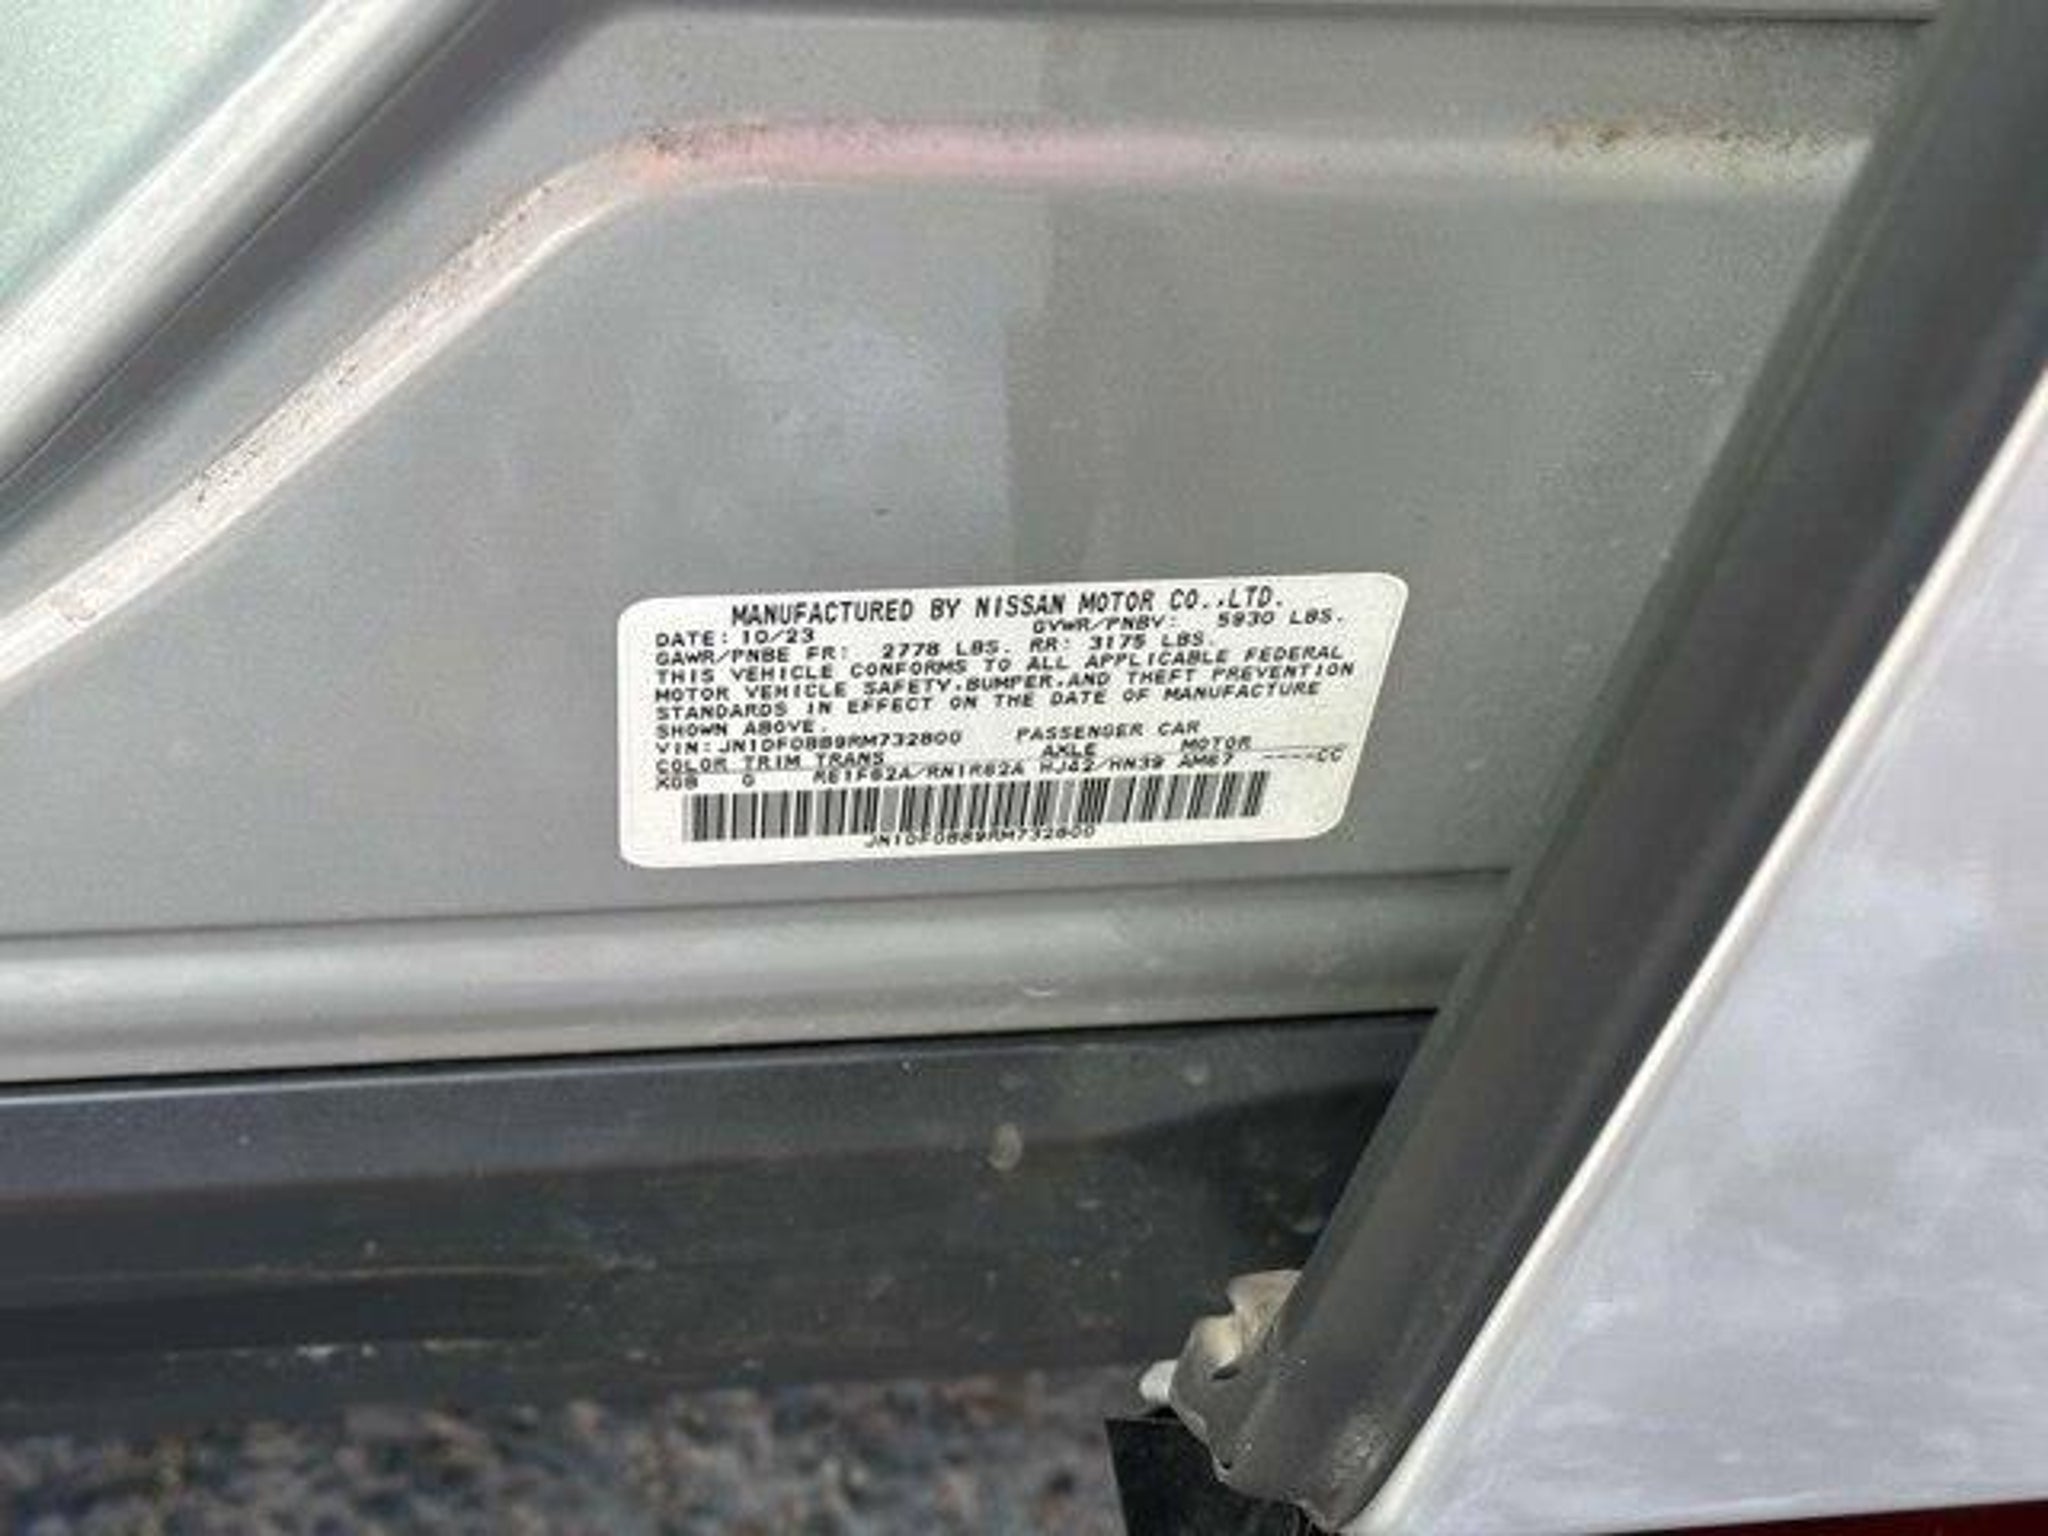 MANUFACTURED BY NISSAN MOTOR CO.,LTD.
DATE: 10/23 GVWR/PNBV: 5930 LBS.
GAWR/PNBE FR: 2778 LBS. RR: 3175 LBS.
THIS VEHICLE CONFORMS TO ALL APPLICABLE FEDERAL
MOTOR VEHICLE SAFETY,BUMPER,AND THEFT PREVENTION
STANDARDS IN EFFECT ON THE DATE OF MANUFACTURE
SHOWN ABOVE.
VIN: JN1DF0BB9RM732800 PASSENGER CAR
COLOR TRIM TRANS AXLE MOTOR
G RE1F62A/RN1R62A HJ42/HN39 AM67 ----CC
JN1DF0BB9RM732800